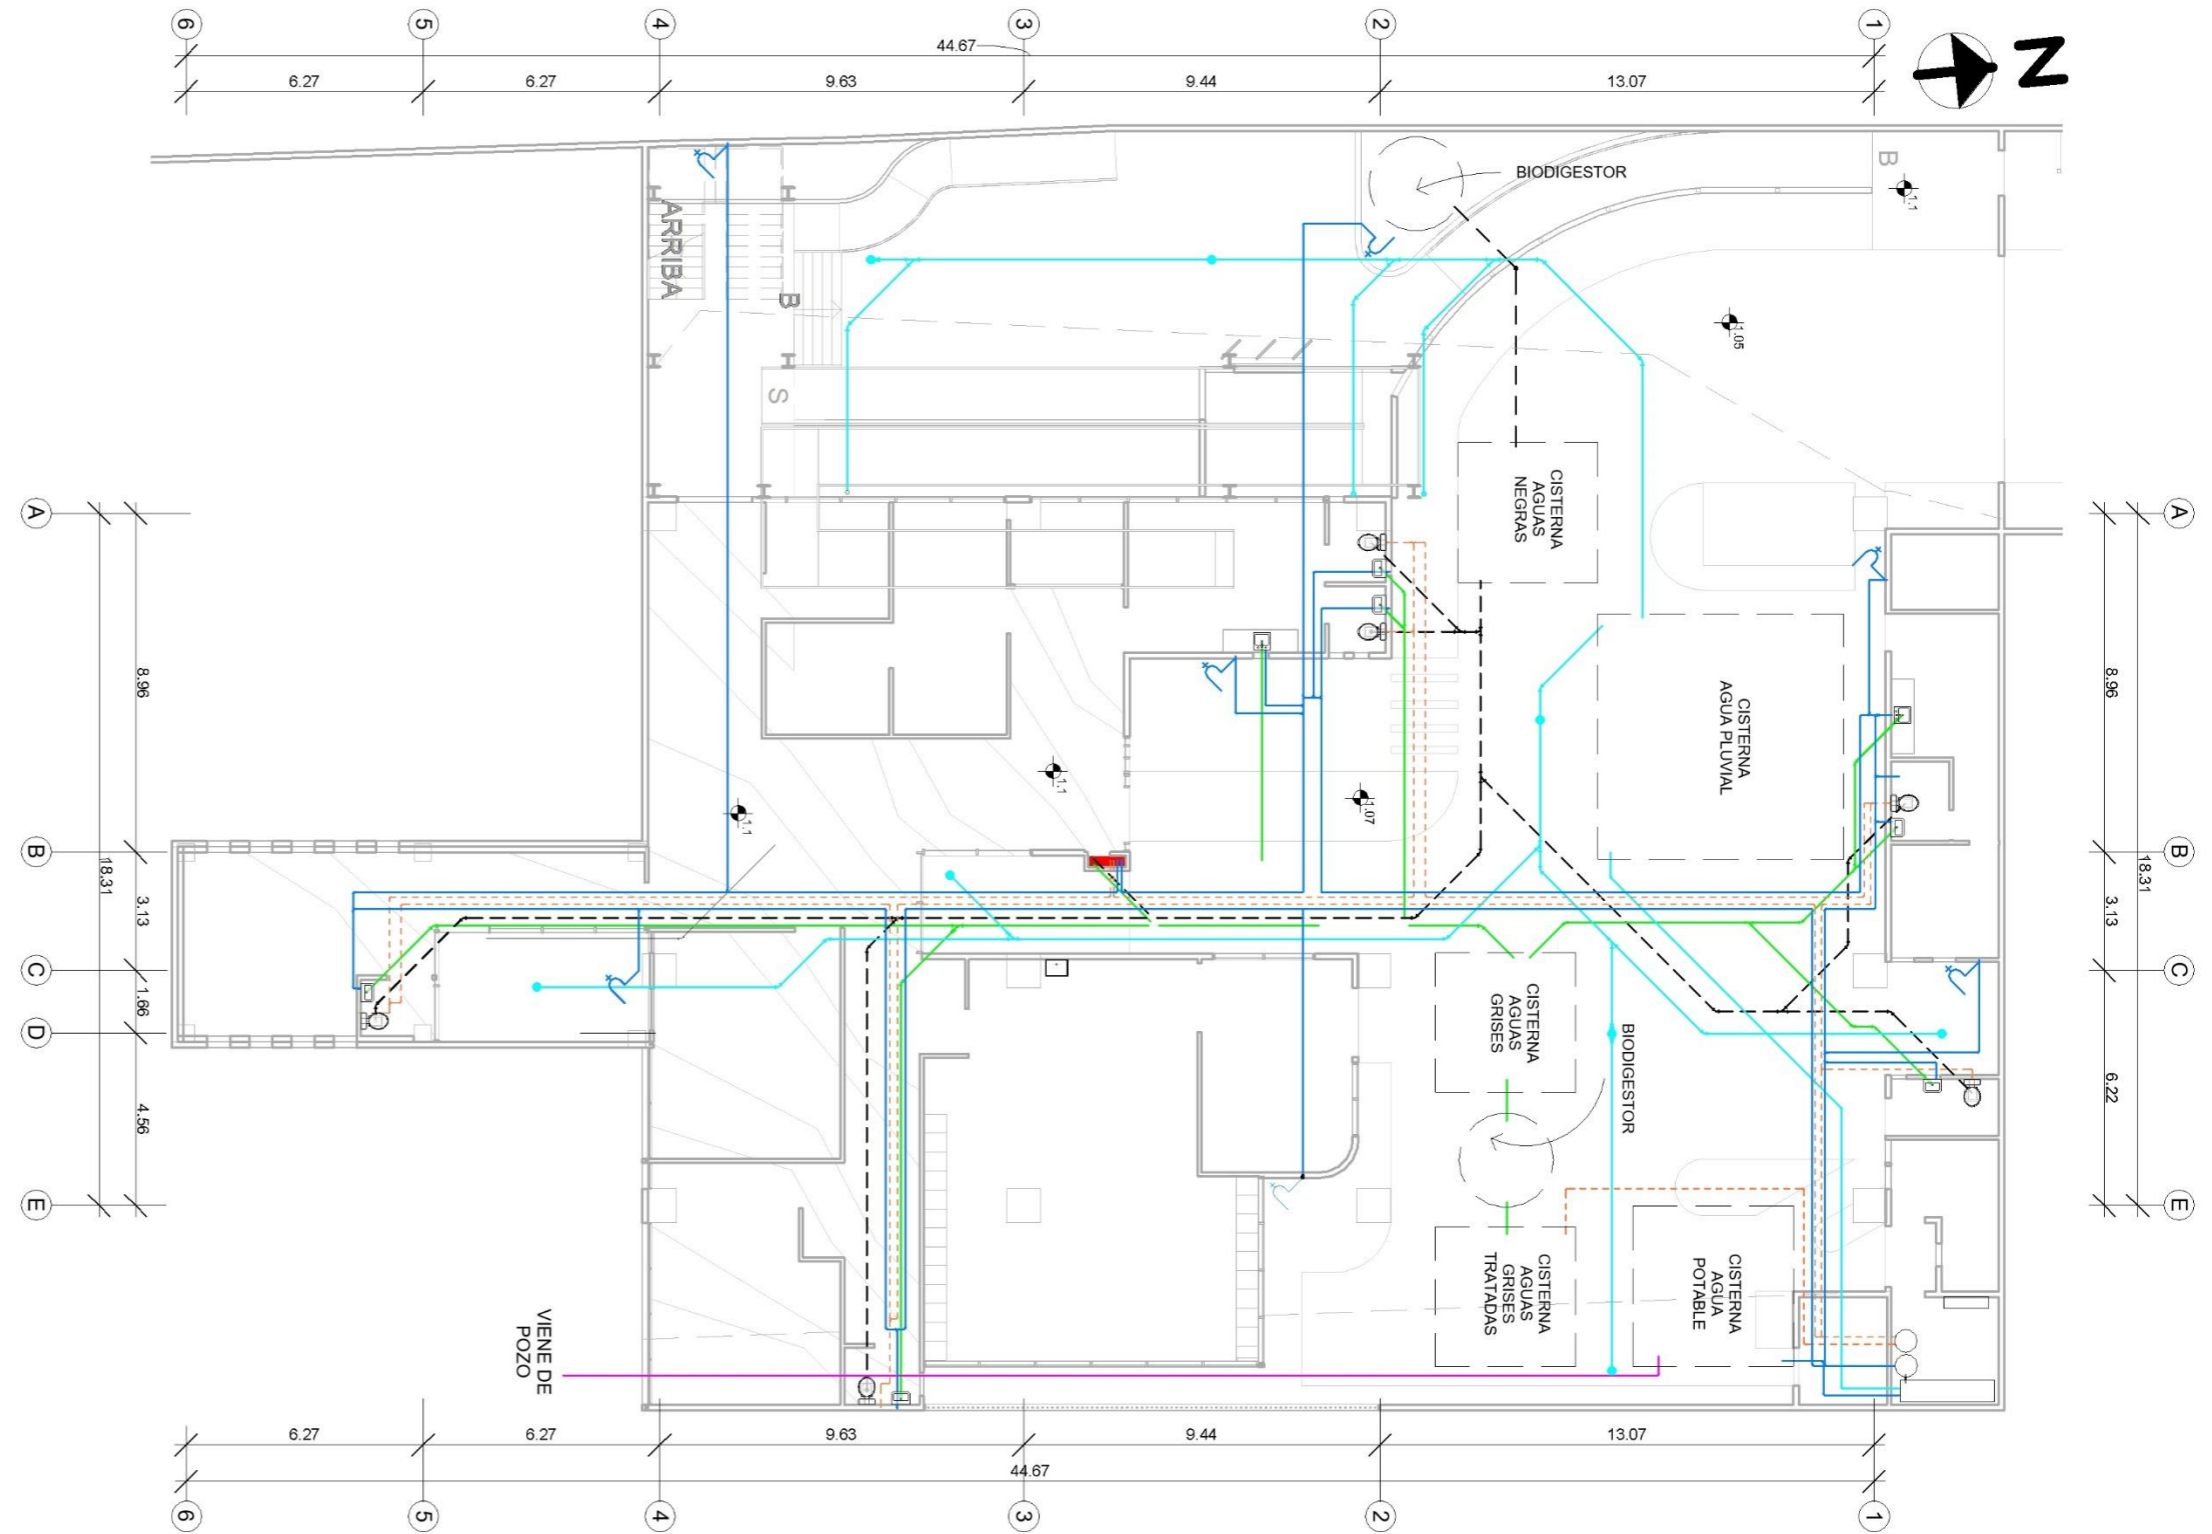 6
5
4
3
2
1
N
44.67
6.27
6.27
9.63
9.44
13.07
BIODIGESTOR
B
1.1
ARRIBA
B
1.05
S
A
A
CISTERNA
AGUAS
NEGRAS
8.96
8.96
CISTERNA
AGUA PLUVIAL
1.1
1.07
1.1
B
B
18.31
18.31
3.13
3.13
C
C
1.66
CISTERNA
AGUAS
GRISES
BIODIGESTOR
D
D
6.22
4.56
E
E
CISTERNA
AGUAS
GRISES
TRATADAS
CISTERNA
AGUA
POTABLE
VIENE DE
POZO
6.27
6.27
9.63
9.44
13.07
44.67
6
5
4
3
2
1